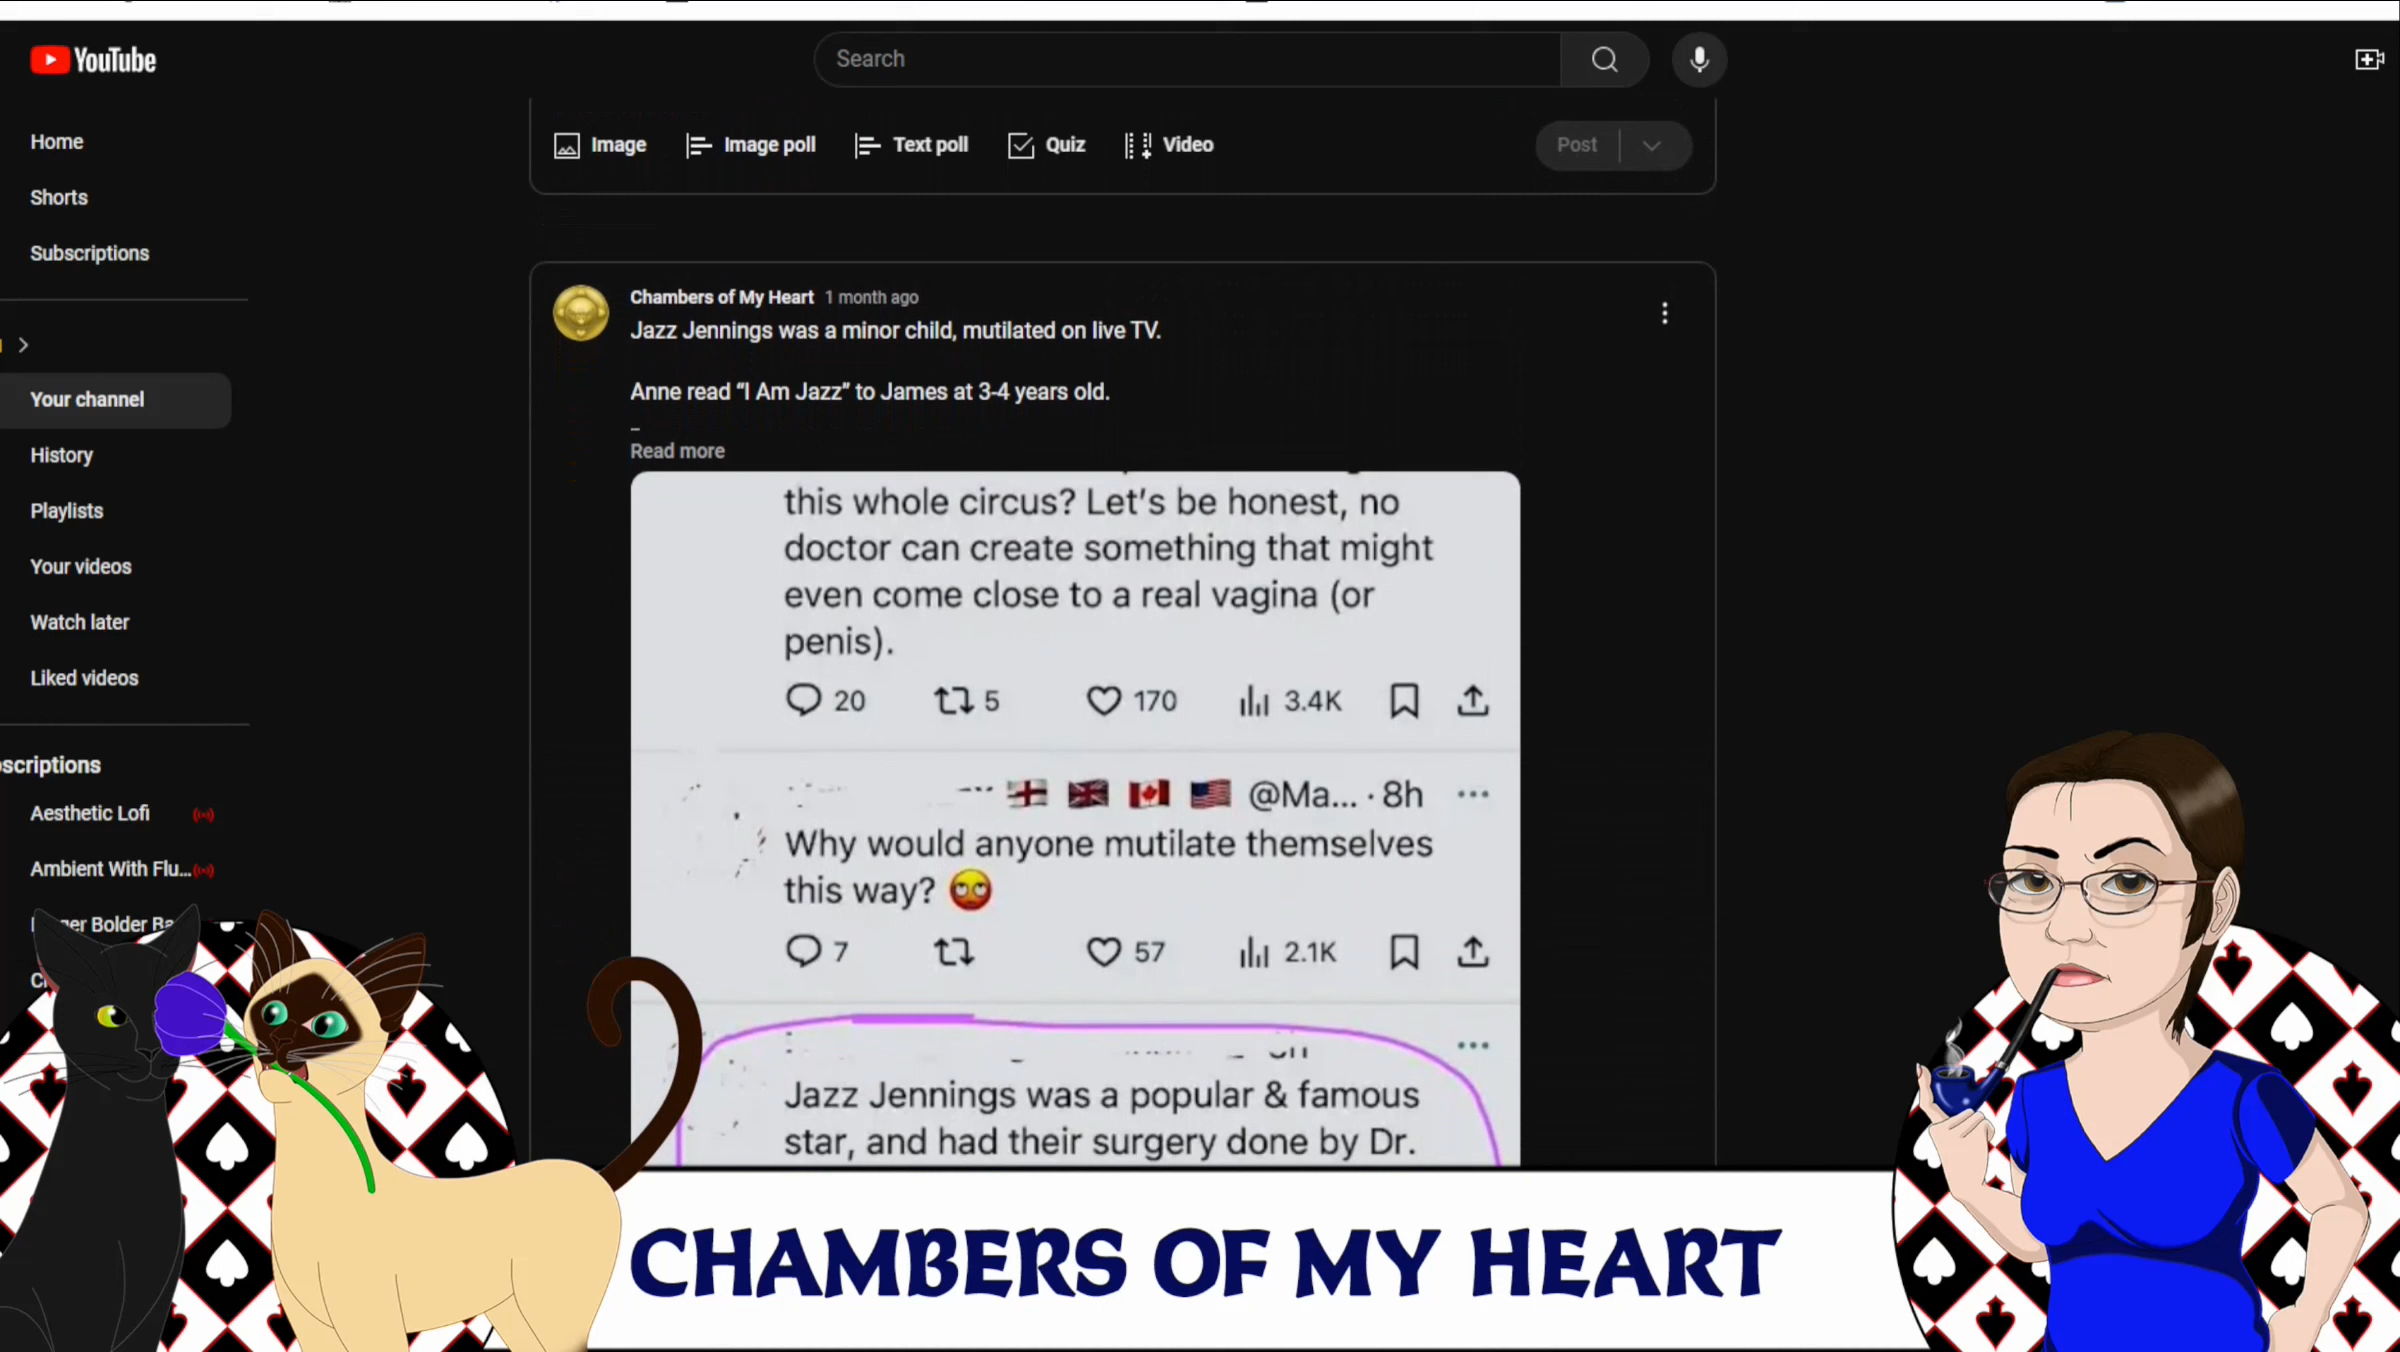 YouTube
Search
Home
Shorts
Subscriptions
Your channel
History
Playlists
Your videos
Watch later
Liked videos
scriptions
Aesthetic Lofi
Ambient With Flu...
er Bolder Ba
Image
Image poll
Text poll
Quiz
Video
Post
Chambers of My Heart 1 month ago
Jazz Jennings was a minor child, mutilated on live TV.
Anne read “I Am Jazz” to James at 3-4 years old.
–
Read more
this whole circus? Let's be honest, no
doctor can create something that might
even come close to a real vagina (or
penis).
20 5 170 3.4K
@Ma... · 8h
Why would anyone mutilate themselves
this way? 🙄
7 57 2.1K
Jazz Jennings was a popular & famous
star, and had their surgery done by Dr.
CHAMBERS OF MY HEART